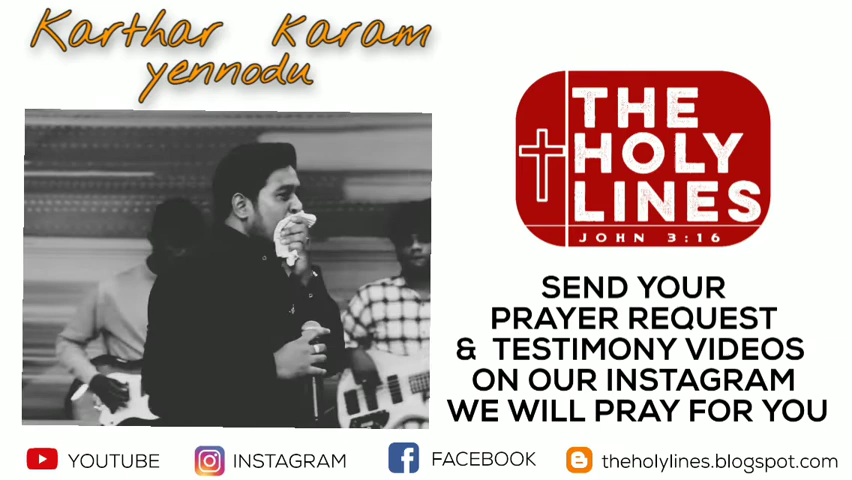 Karthar Karam
yennodu
THE
HOLY
LINES
JOHN 3:16
SEND YOUR
PRAYER REQUEST
& TESTIMONY VIDEOS
ON OUR INSTAGRAM
WE WILL PRAY FOR YOU
YOUTUBE INSTAGRAM FACEBOOK theholylines.blogspot.com